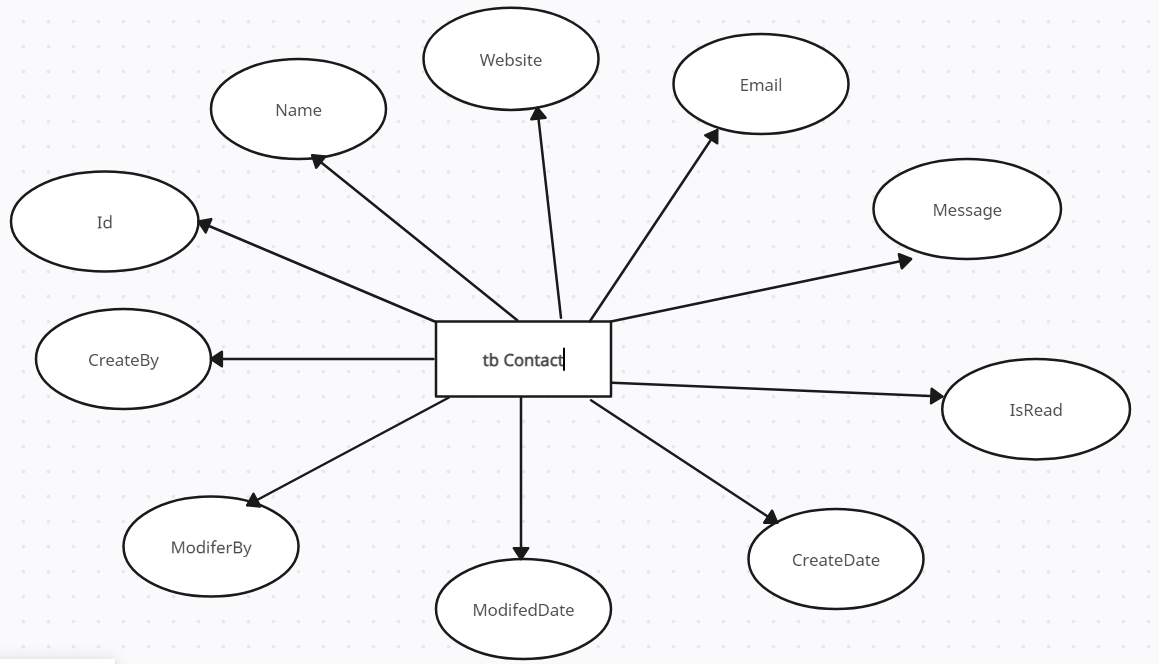 Website
Email
Name
Message
Id
CreateBy
tb Contact
IsRead
ModiferBy
CreateDate
ModifedDate